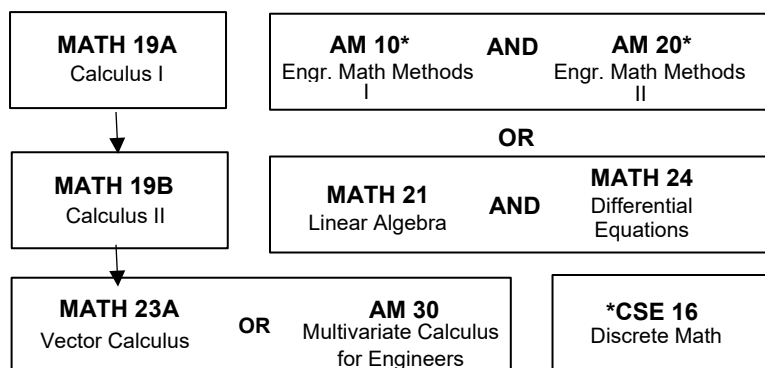 MATH 19A
Calculus I
AM 10* AND AM 20*
Engr. Math Methods I
Engr. Math Methods II
OR
MATH 19B
Calculus II
MATH 21
Linear Algebra
AND
MATH 24
Differential
Equations
MATH 23A
Vector Calculus
OR
AM 30
Multivariate Calculus
for Engineers
*CSE 16
Discrete Math